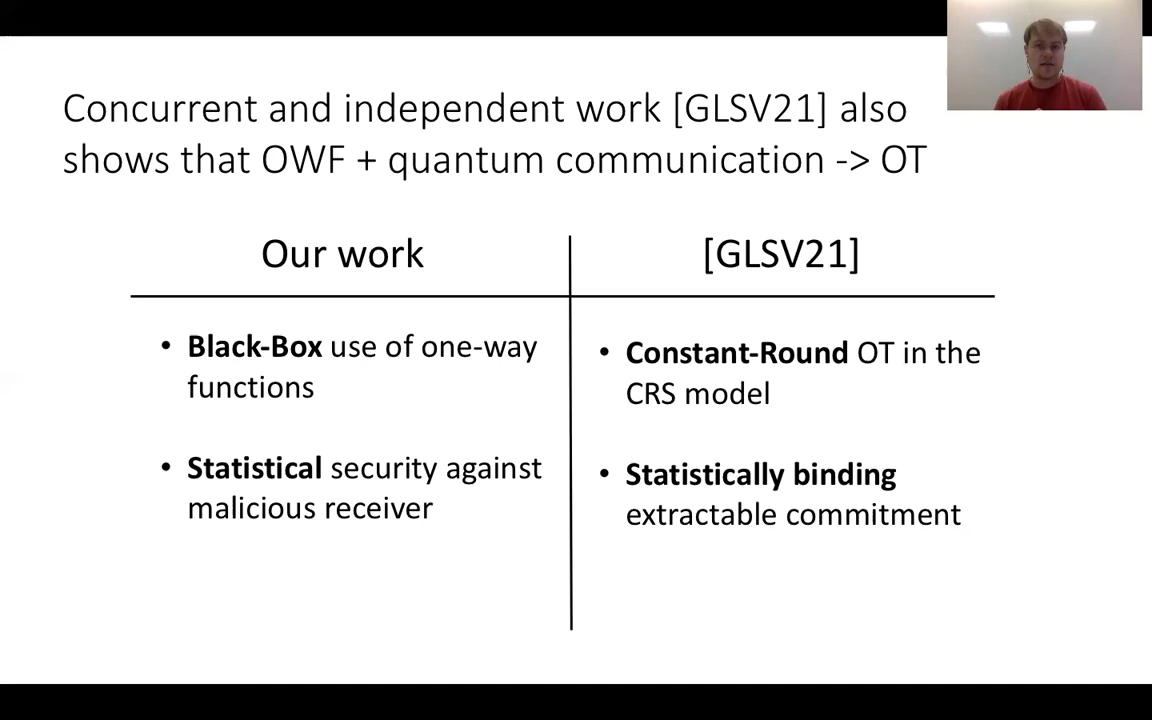 Concurrent and independent work [GLSV21] also
shows that OWF + quantum communication -> OT
Our work
[GLSV21]
• Black-Box use of one-way
functions
• Statistical security against
malicious receiver
• Constant-Round OT in the
CRS model
• Statistically binding
extractable commitment